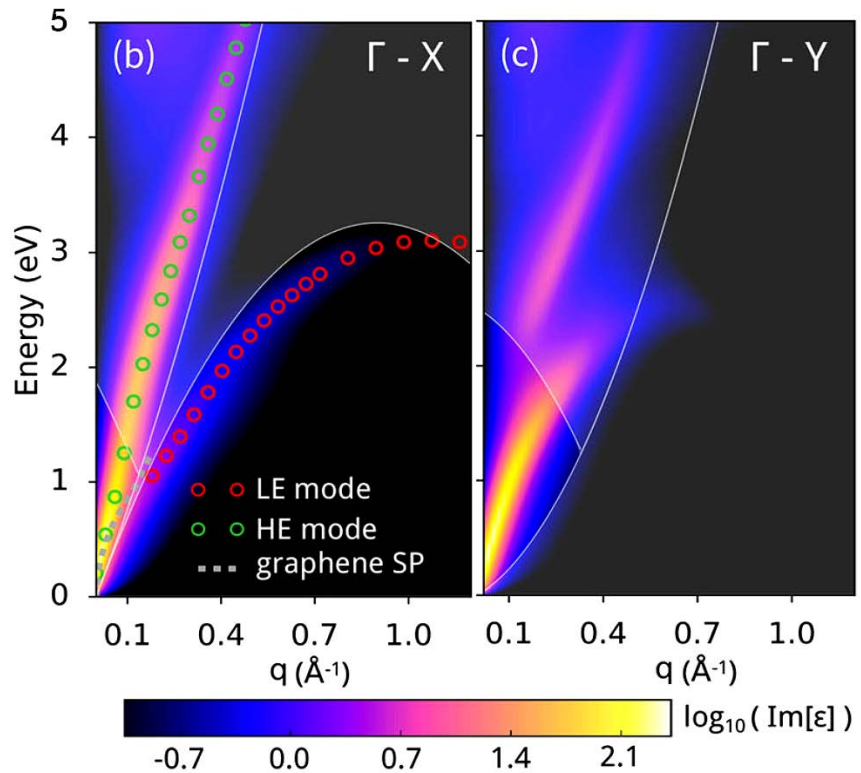 (b) Γ - X
(c) Γ - Y
5
4
3
2
1
0
Energy (eV)
LE mode
HE mode
graphene SP
0.1 0.4 0.7 1.0
q (Å⁻¹)
0.1 0.4 0.7 1.0
q (Å⁻¹)
-0.7 0.0 0.7 1.4 2.1
log₁₀ ( Im[ε] )